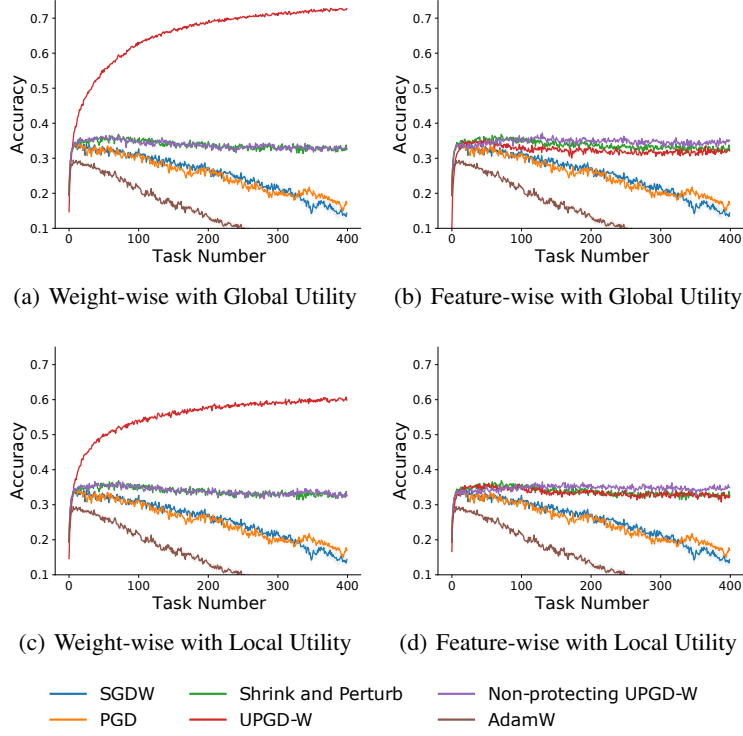 0.7
0.6
0.5
0.4
0.3
0.2
0.1
Accuracy
0 100 200 300 400
Task Number
(a) Weight-wise with Global Utility
0.7
0.6
0.5
0.4
0.3
0.2
0.1
Accuracy
0 100 200 300 400
Task Number
(b) Feature-wise with Global Utility
0.7
0.6
0.5
0.4
0.3
0.2
0.1
Accuracy
0 100 200 300 400
Task Number
(c) Weight-wise with Local Utility
0.7
0.6
0.5
0.4
0.3
0.2
0.1
Accuracy
0 100 200 300 400
Task Number
(d) Feature-wise with Local Utility
SGDW Shrink and Perturb Non-protecting UPGD-W
PGD UPGD-W AdamW